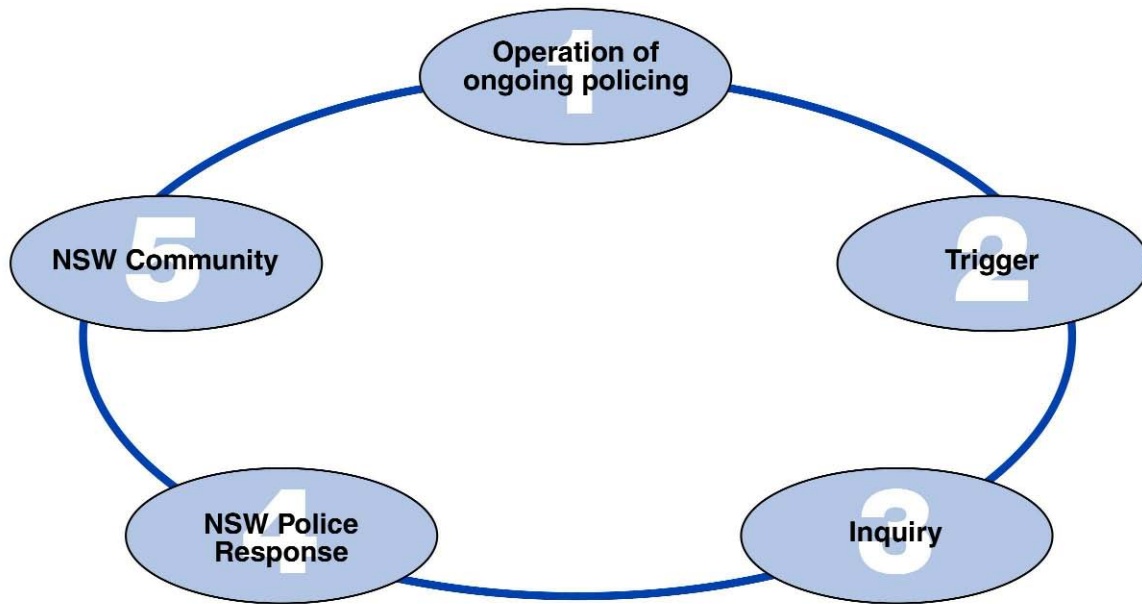 1
Operation of
ongoing policing
2
Trigger
3
Inquiry
4
NSW Police
Response
5
NSW Community